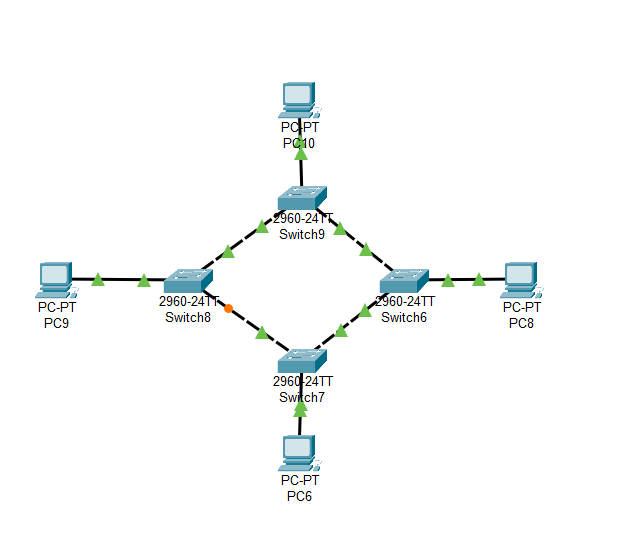 PC-PT
PC10
2960-24TT
Switch9
PC-PT
PC9
2960-24TT
Switch8
2960-24TT
Switch6
PC-PT
PC8
2960-24TT
Switch7
PC-PT
PC6